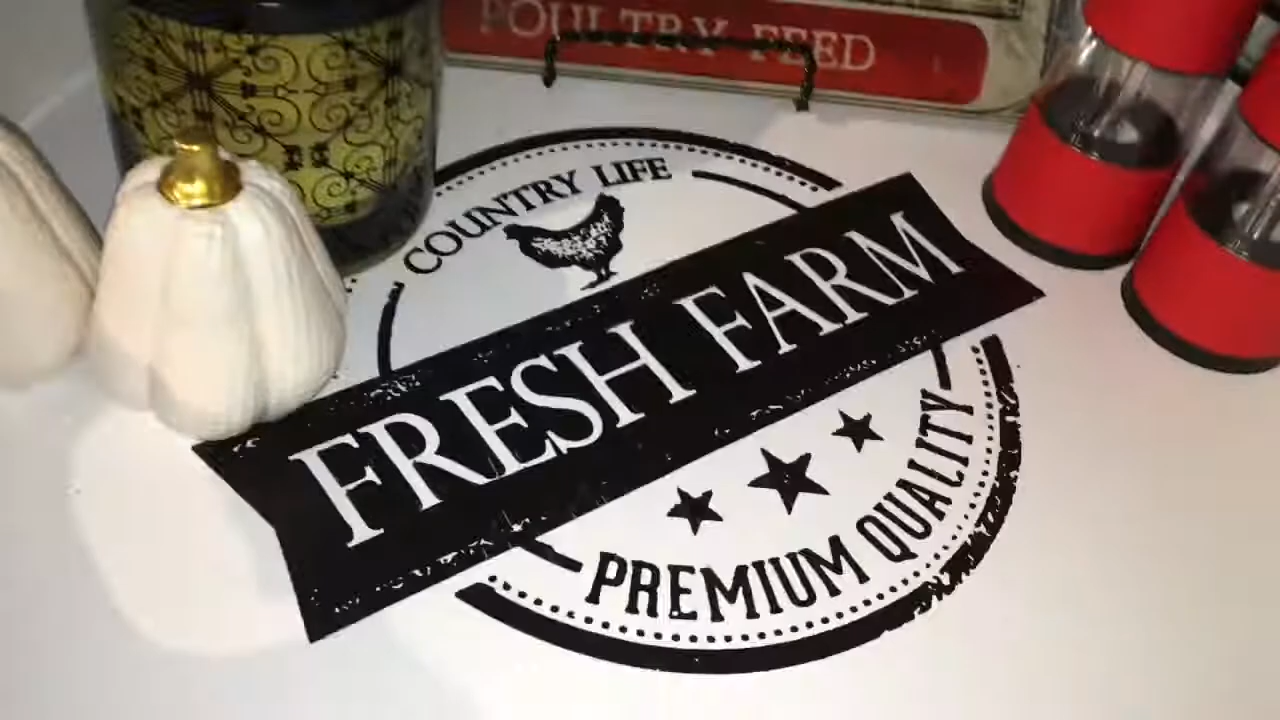 POULTRY FEED
COUNTRY LIFE
FRESH FARM
PREMIUM QUALITY